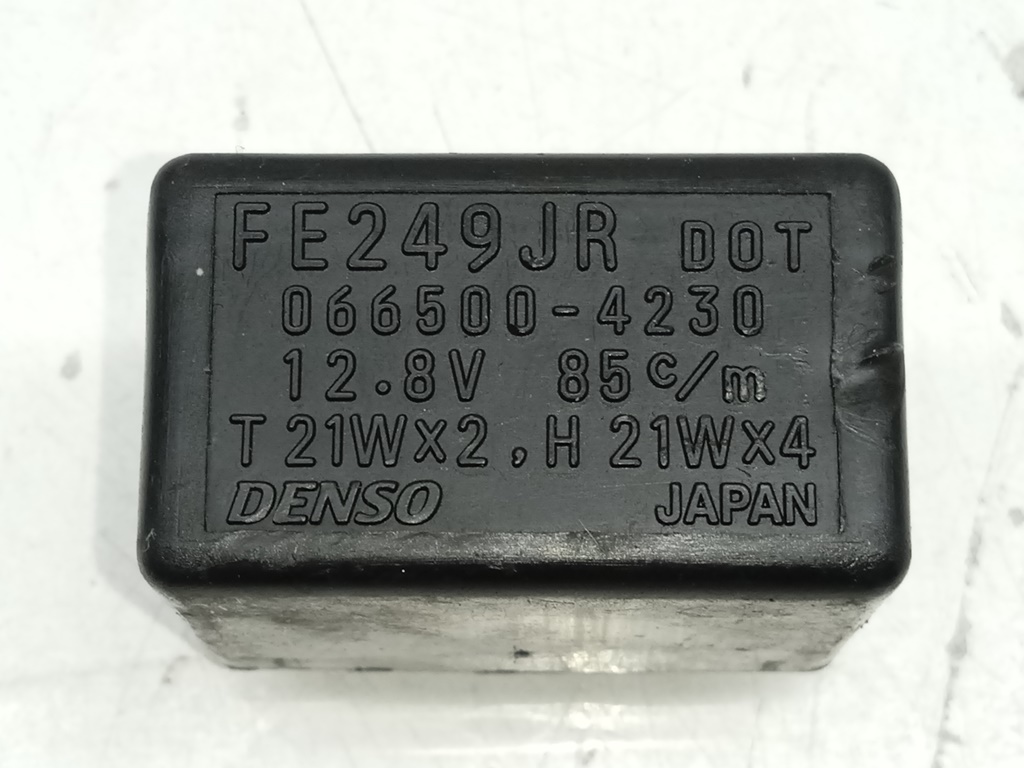 FE249JR DOT
066500-4230
12.8V 85c/m
T 21W×2, H 21W×4
DENSO JAPAN